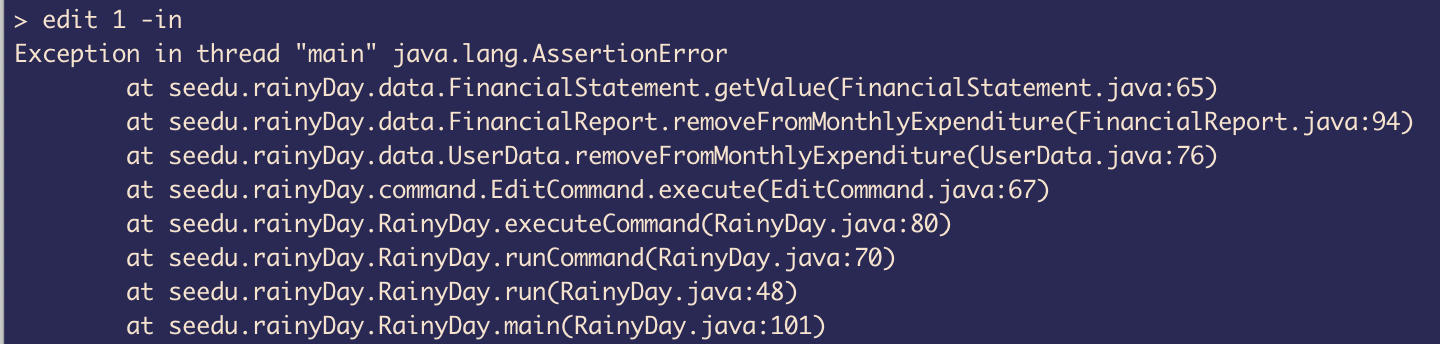 > edit 1 -in
Exception in thread "main" java.lang.AssertionError
at seedu.rainyDay.data.FinancialStatement.getValue(FinancialStatement.java:65)
at seedu.rainyDay.data.FinancialReport.removeFromMonthlyExpenditure(FinancialReport.java:94)
at seedu.rainyDay.data.UserData.removeFromMonthlyExpenditure(UserData.java:76)
at seedu.rainyDay.command.EditCommand.execute(EditCommand.java:67)
at seedu.rainyDay.RainyDay.executeCommand(RainyDay.java:80)
at seedu.rainyDay.RainyDay.runCommand(RainyDay.java:70)
at seedu.rainyDay.RainyDay.run(RainyDay.java:48)
at seedu.rainyDay.RainyDay.main(RainyDay.java:101)